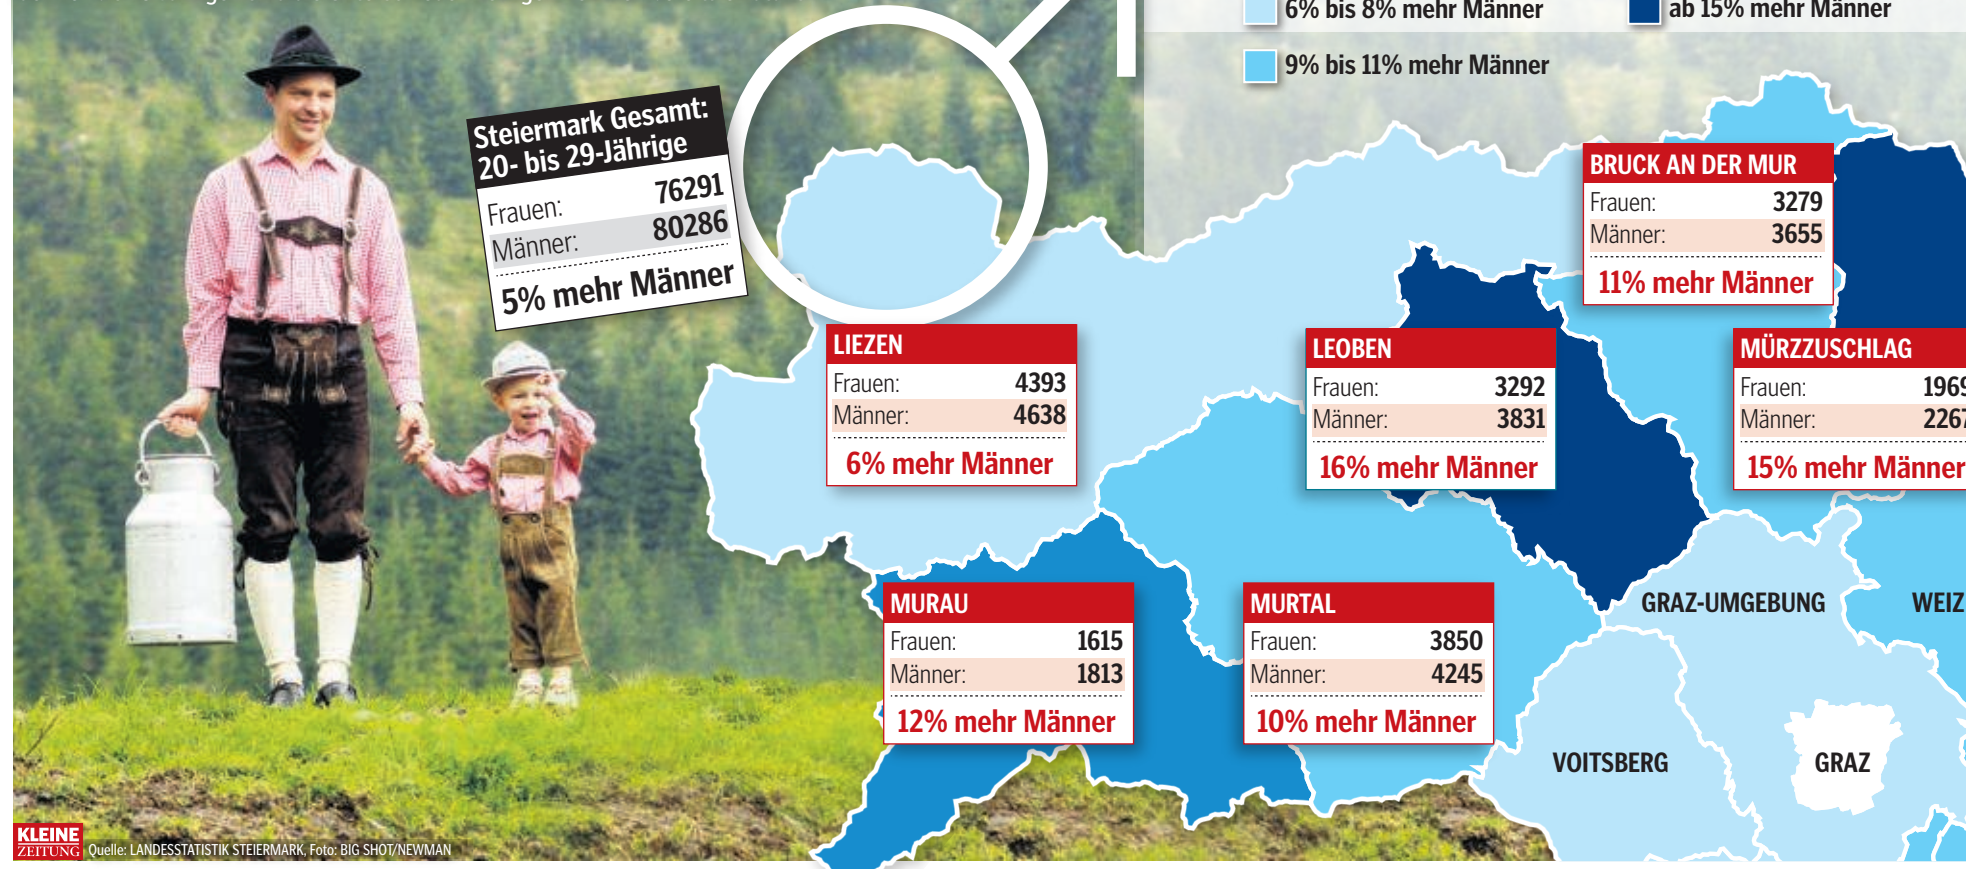 6% bis 8% mehr Männer
ab 15% mehr Männer
9% bis 11% mehr Männer
Steiermark Gesamt:
20- bis 29-Jährige
Frauen: 76291
Männer: 80286
5% mehr Männer
BRUCK AN DER MUR
Frauen: 3279
Männer: 3655
11% mehr Männer
LIEZEN
Frauen: 4393
Männer: 4638
6% mehr Männer
LEOBEN
Frauen: 3292
Männer: 3831
16% mehr Männer
MÜRZZUSCHLAG
Frauen: 1969
Männer: 2267
15% mehr Männer
MURAU
Frauen: 1615
Männer: 1813
12% mehr Männer
MURTAL
Frauen: 3850
Männer: 4245
10% mehr Männer
GRAZ-UMGEBUNG
WEIZ
VOITSBERG
GRAZ
KLEINE
ZEITUNG
Quelle: LANDESSTATISTIK STEIERMARK, Foto: BIG SHOT/NEWMAN